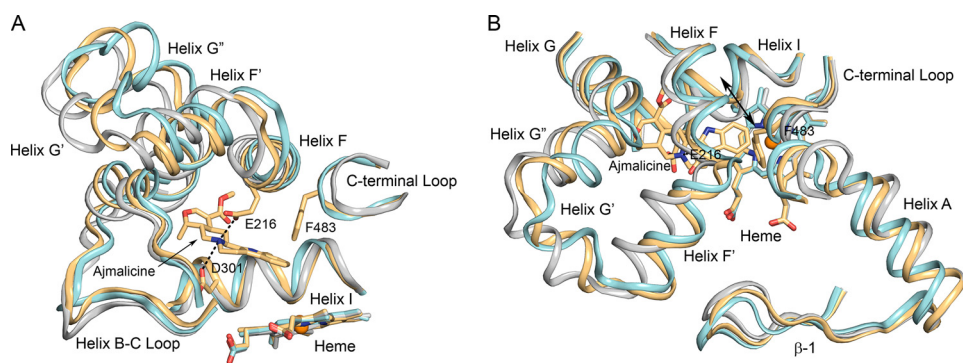 A
Helix G"
Helix F'
Helix G'
Helix F
C-terminal Loop
E216
F483
Ajmalicine
D301
Helix I
Helix B-C Loop
Heme
B
Helix F
Helix G
Helix I
C-terminal Loop
F483
Helix G"
E216
Ajmalicine
Helix A
Helix G'
Heme
Helix F'
β-1